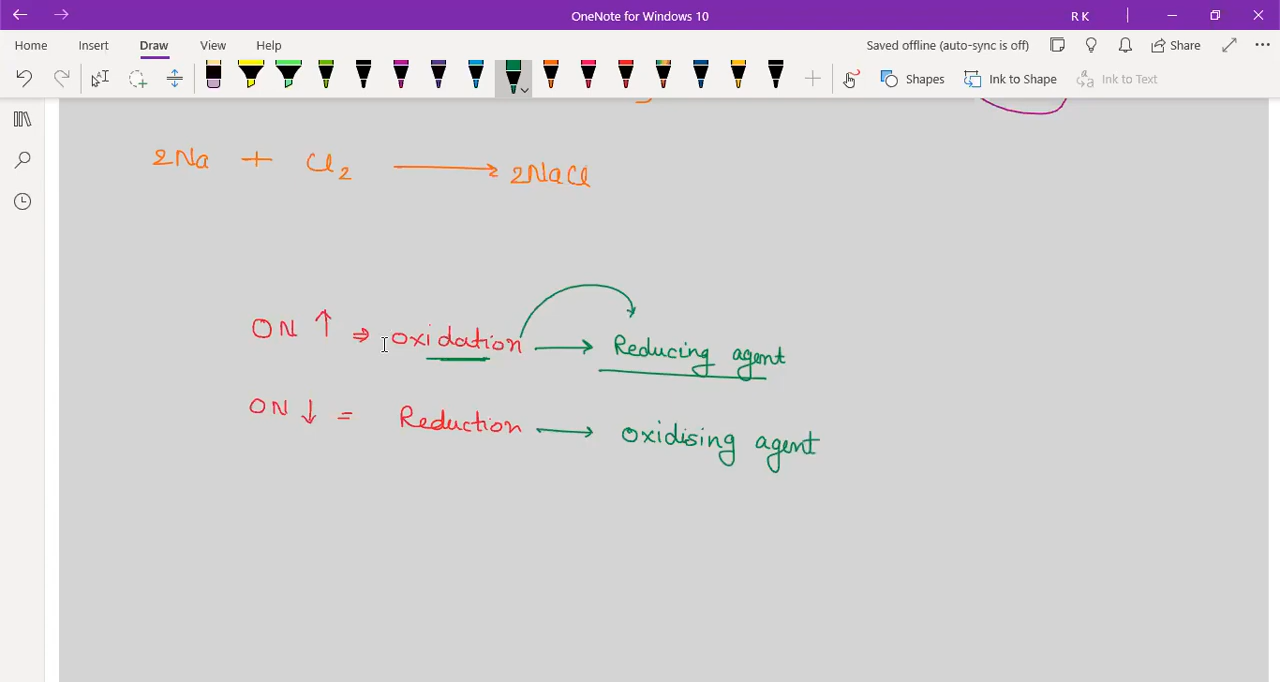 OneNote for Windows 10
R K
Home Insert Draw View Help
Saved offline (auto-sync is off)
Share
Shapes
Ink to Shape
Ink to Text
2Na + Cl2 → 2NaCl
ON ↑ ⇒ Oxidation → Reducing agent
ON ↓ = Reduction → Oxidising agent